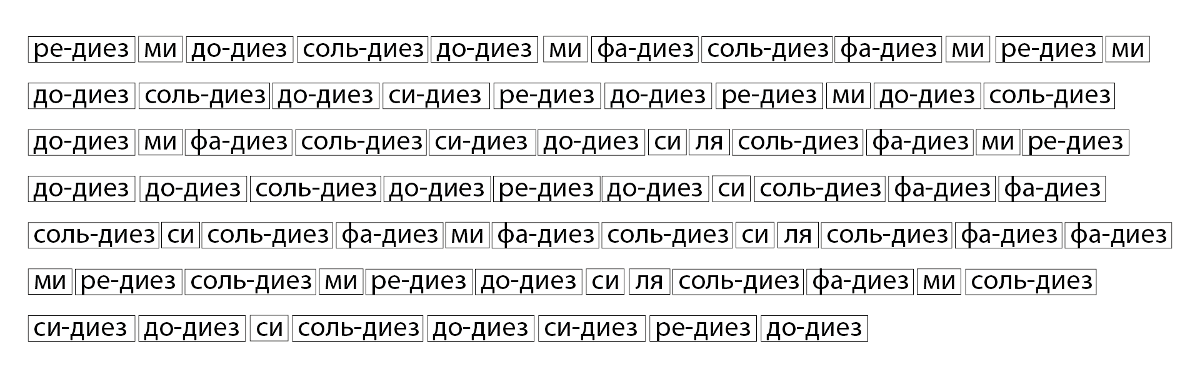 ре-диез ми до-диез соль-диез до-диез ми фа-диез соль-диез фа-диез ми ре-диез ми
до-диез соль-диез до-диез си-диез ре-диез до-диез ре-диез ми до-диез соль-диез
до-диез ми фа-диез соль-диез си-диез до-диез си ля соль-диез фа-диез ми ре-диез
до-диез до-диез соль-диез до-диез ре-диез до-диез си соль-диез фа-диез фа-диез
соль-диез си соль-диез фа-диез ми фа-диез соль-диез си ля соль-диез фа-диез фа-диез
ми ре-диез соль-диез ми ре-диез до-диез си ля соль-диез фа-диез ми соль-диез
си-диез до-диез си соль-диез до-диез си-диез ре-диез до-диез